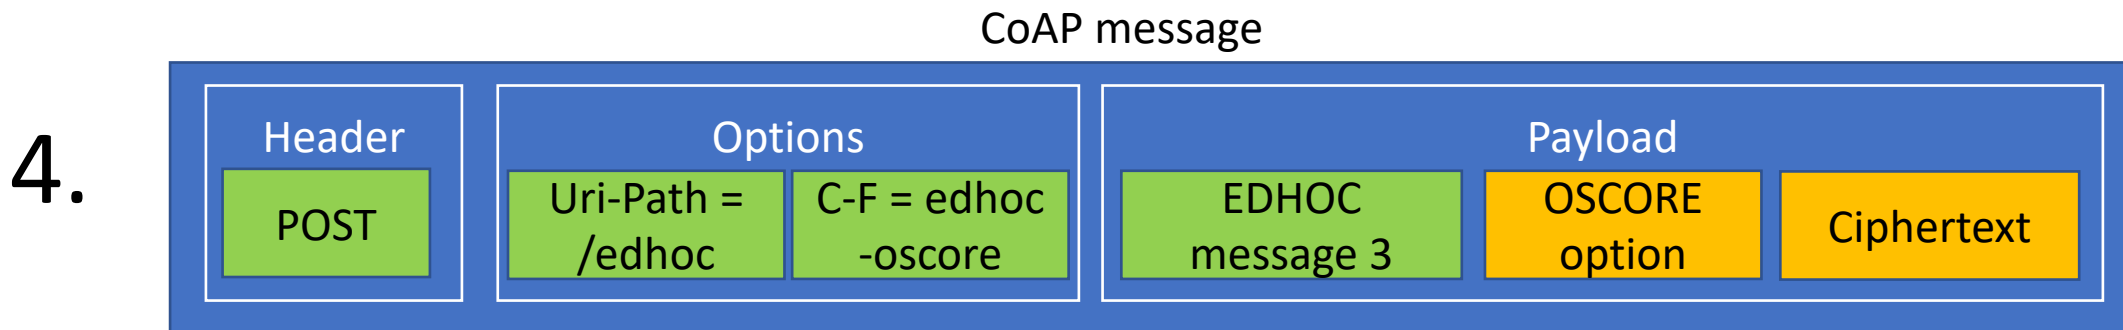 CoAP message
4.
Header
Options
Payload
POST
Uri-Path =
/edhoc
C-F = edhoc
-oscore
EDHOC
message 3
OSCORE
option
Ciphertext